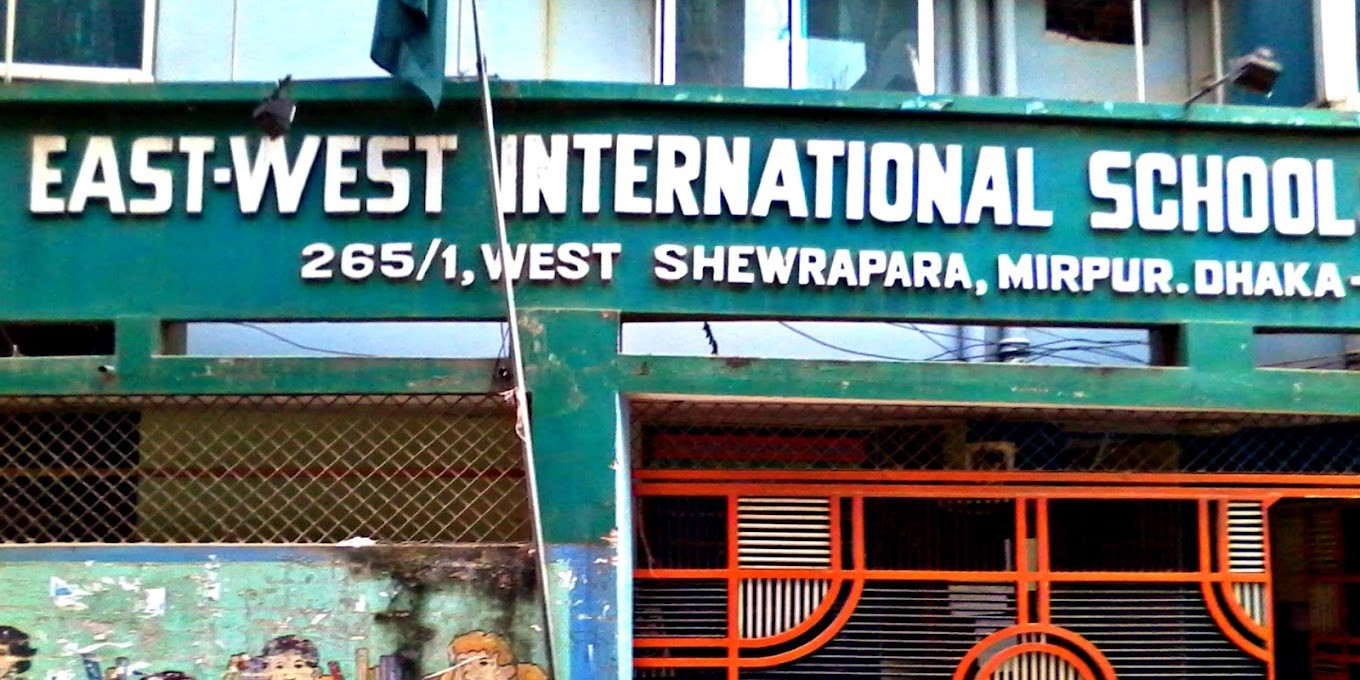 EAST-WEST INTERNATIONAL SCHOOL
265/1, WEST SHEWRAPARA, MIRPUR. DHAKA-